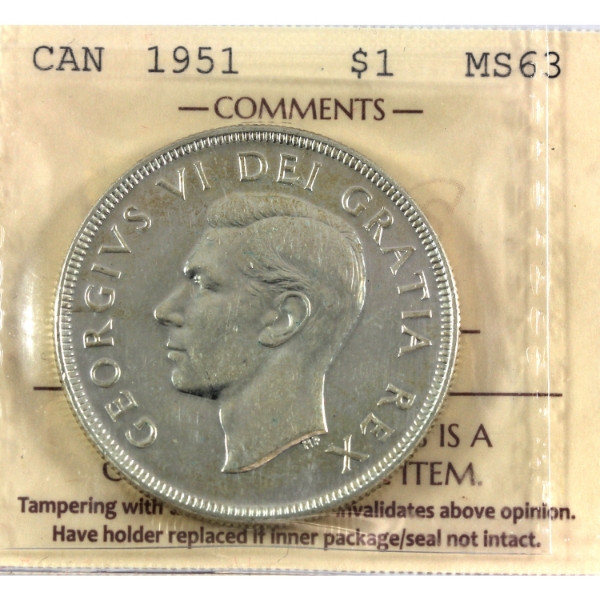 CAN 1951 $1 MS63
— COMMENTS —
GEORGIVS VI DEI GRATIA REX
HP
IS A
ITEM.
Tampering with invalidates above opinion.
Have holder replaced if inner package/seal not intact.